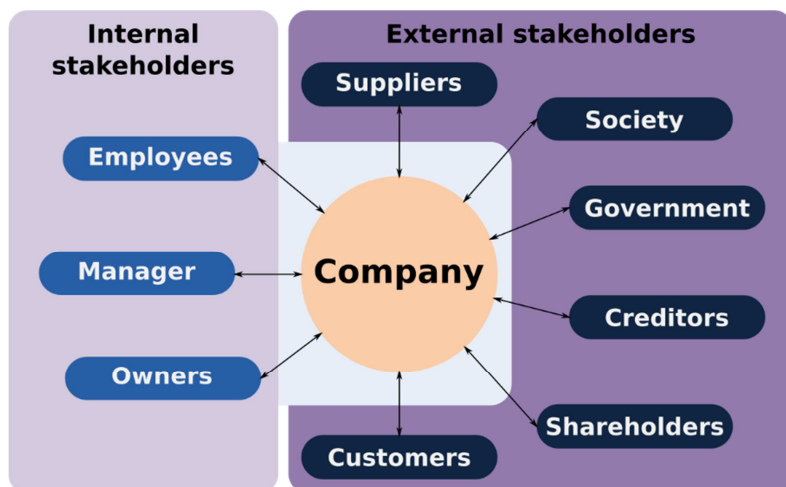 Internal
stakeholders
Employees
Manager
Owners
External stakeholders
Suppliers
Society
Government
Creditors
Shareholders
Customers
Company